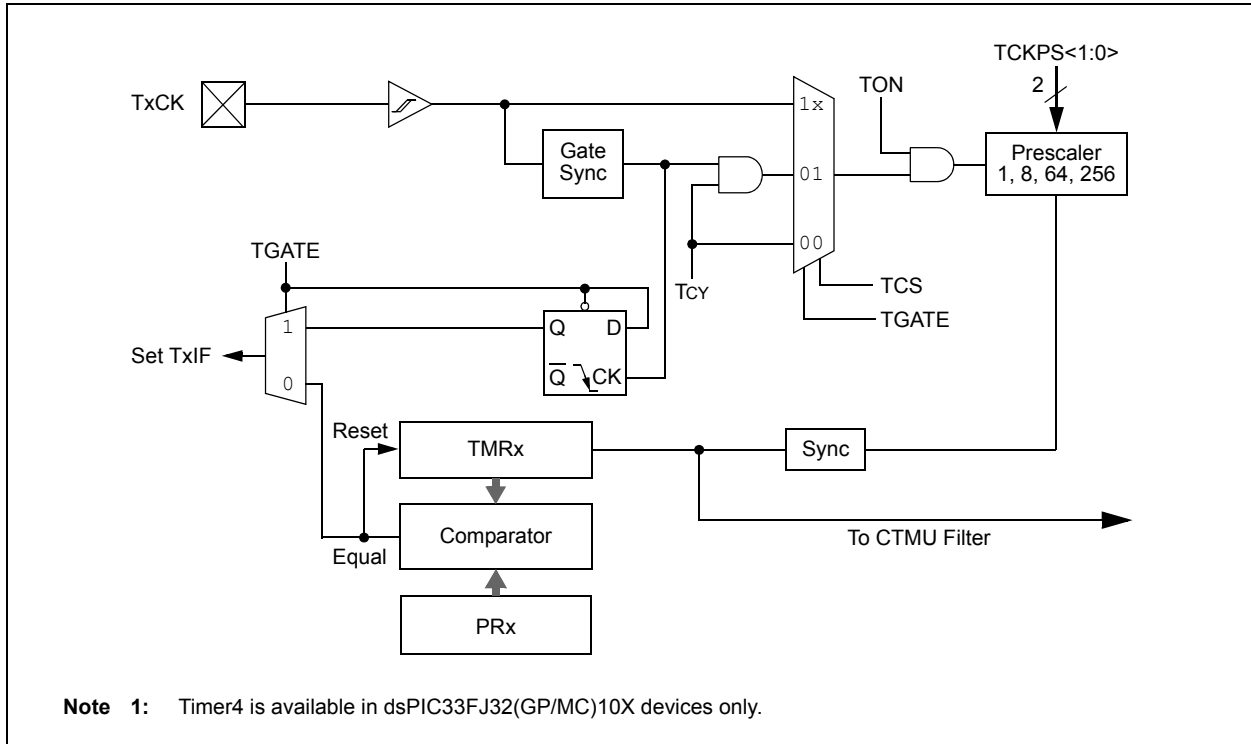 TCKPS<1:0>
2
TxCK
1x
TON
Gate
Sync
Prescaler
1, 8, 64, 256
01
00
TGATE
TCY
TCS
TGATE
1
Q
D
Set TxIF
Q
CK
0
Reset
TMRx
Sync
Comparator
To CTMU Filter
Equal
PRx
Note 1: Timer4 is available in dsPIC33FJ32(GP/MC)10X devices only.